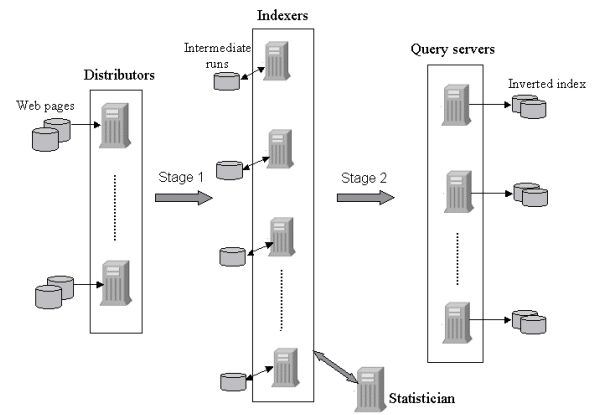 Indexers
Intermediate
runs
Query servers
Distributors
Inverted index
Web pages
Stage 1
Stage 2
Statistician